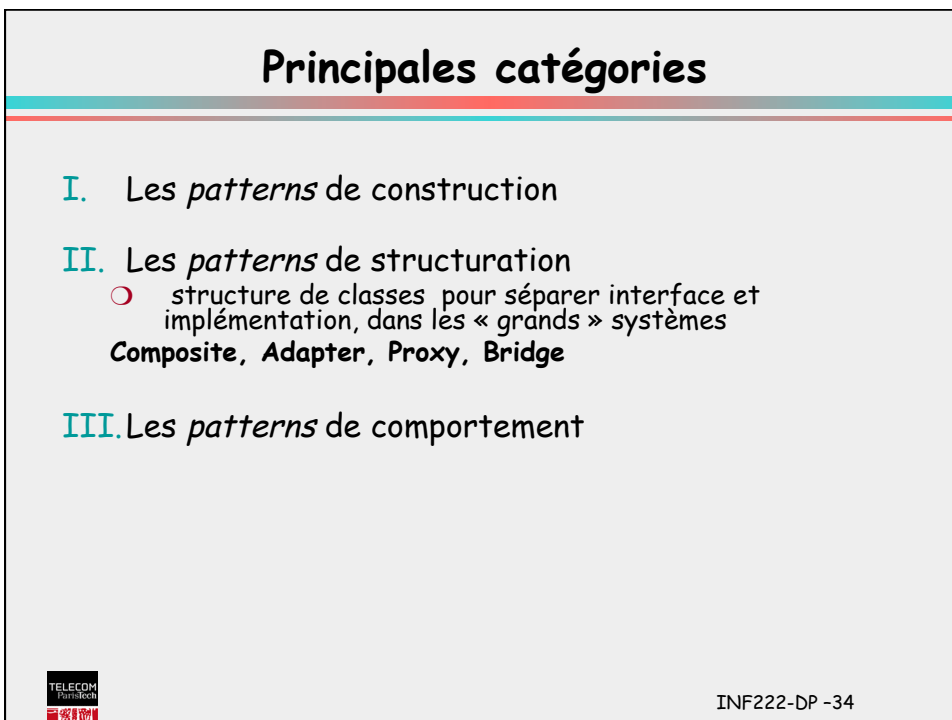 Principales catégories
I. Les patterns de construction
II. Les patterns de structuration
❍ structure de classes pour séparer interface et
implémentation, dans les « grands » systèmes
Composite, Adapter, Proxy, Bridge
III. Les patterns de comportement
TELECOM
ParisTech
INF222-DP –34